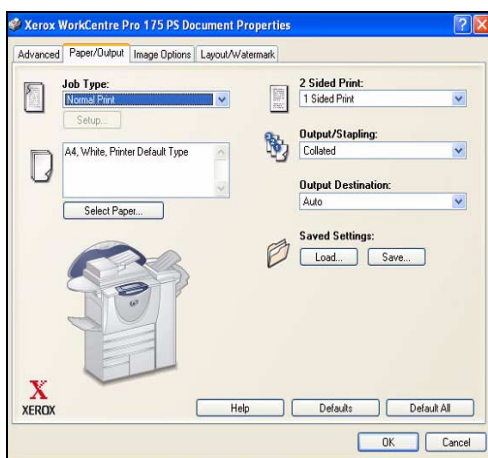 Xerox WorkCentre Pro 175 PS Document Properties
Advanced Paper/Output Image Options Layout/Watermark
Job Type:
Normal Print
Setup...
A4, White, Printer Default Type
Select Paper...
2 Sided Print:
1 Sided Print
Output/Stapling:
Collated
Output Destination:
Auto
Saved Settings:
Load... Save...
X
XEROX
Help Defaults Default All
OK Cancel